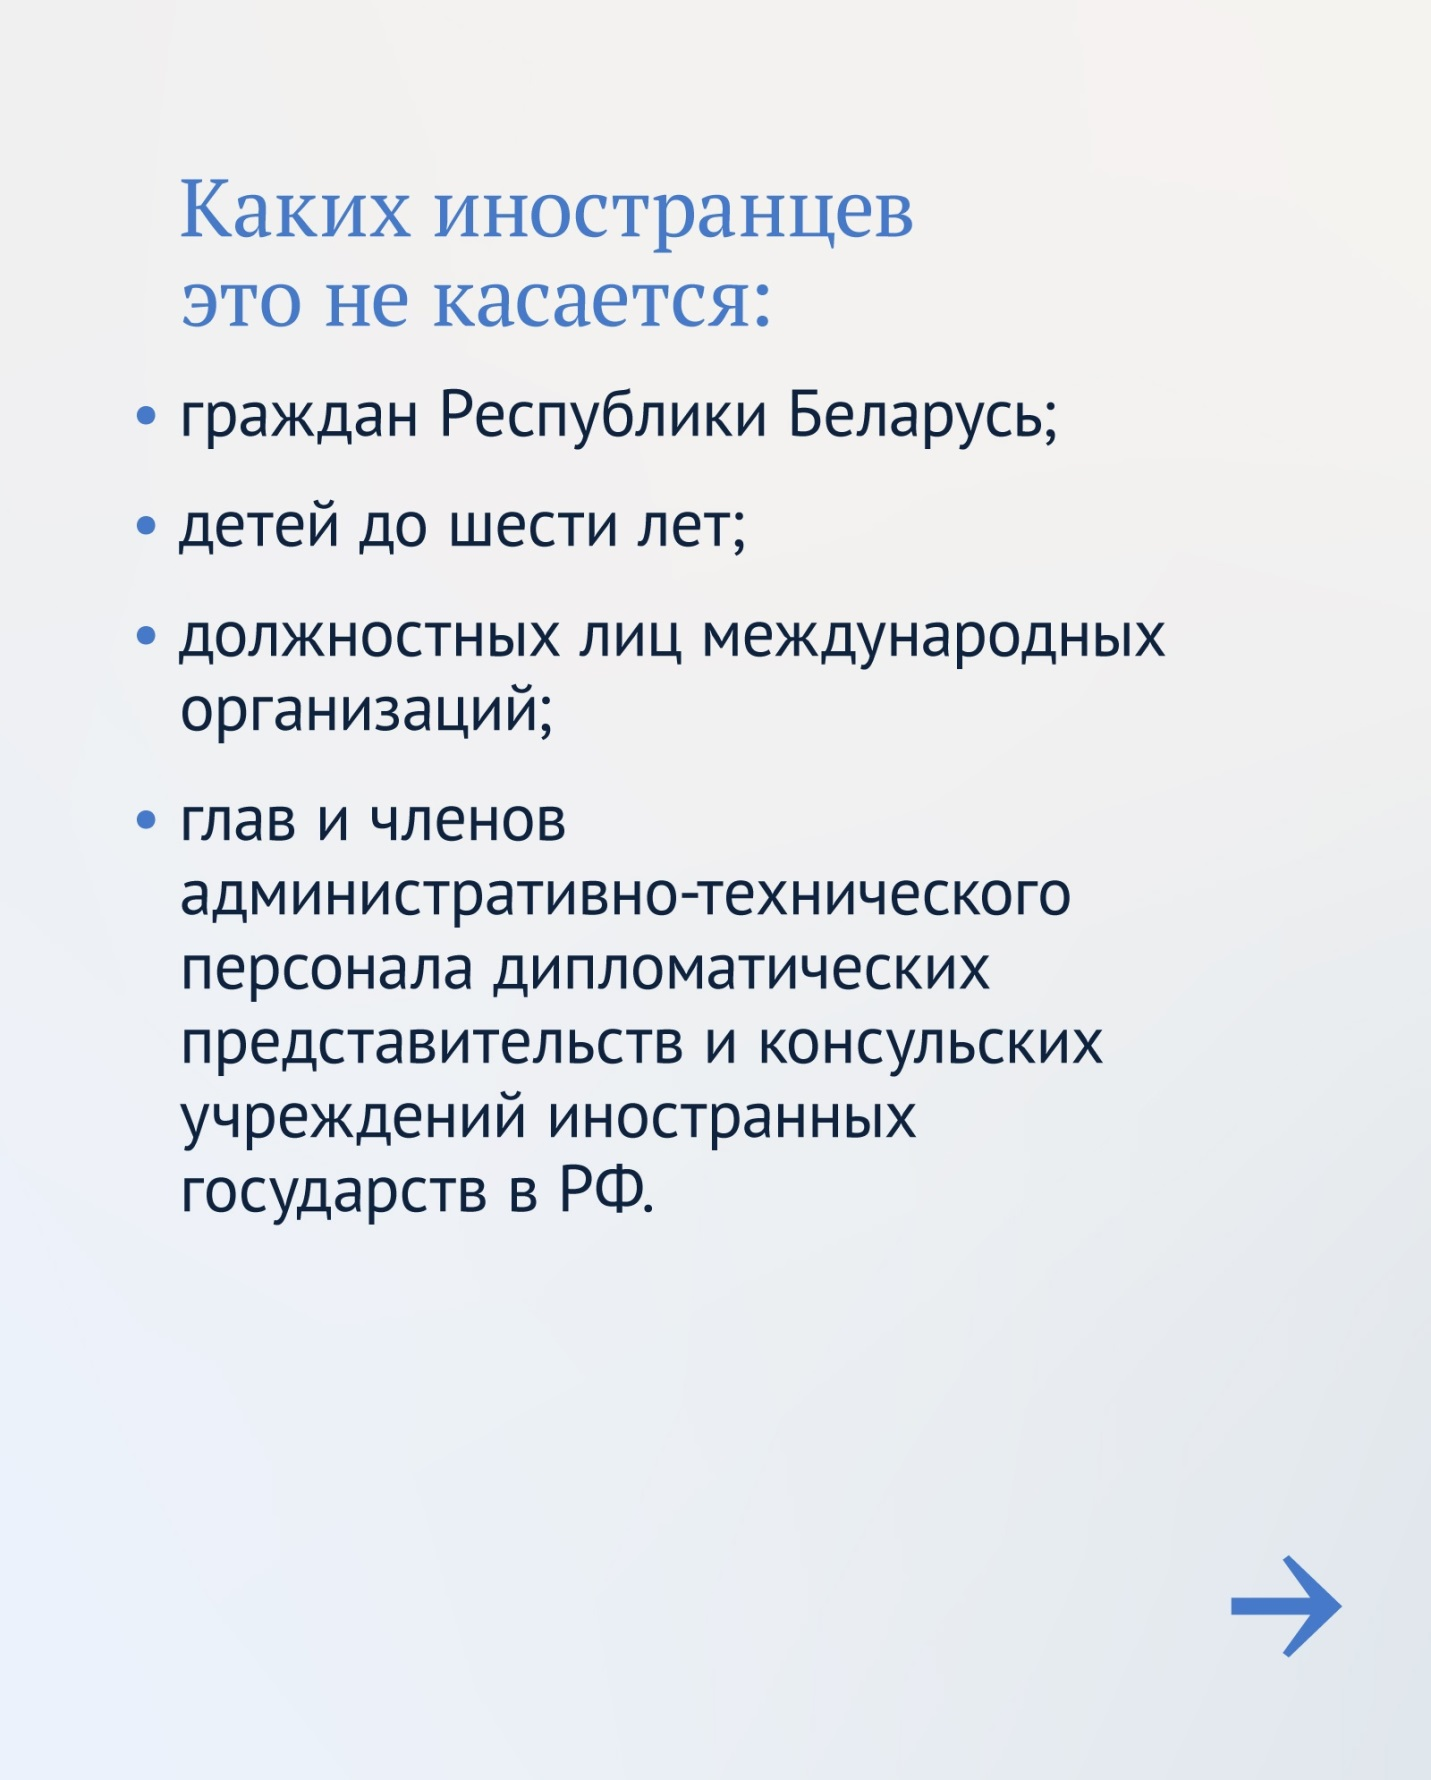 Каких иностранцев
это не касается:
• граждан Республики Беларусь;
• детей до шести лет;
• должностных лиц международных
организаций;
• глав и членов
административно-технического
персонала дипломатических
представительств и консульских
учреждений иностранных
государств в РФ.